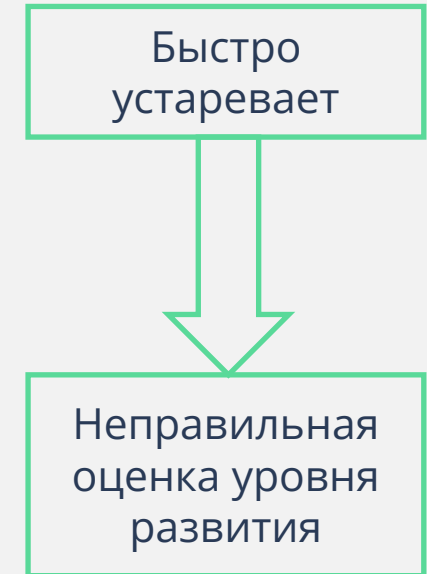 Быстро
устаревает
Неправильная
оценка уровня
развития